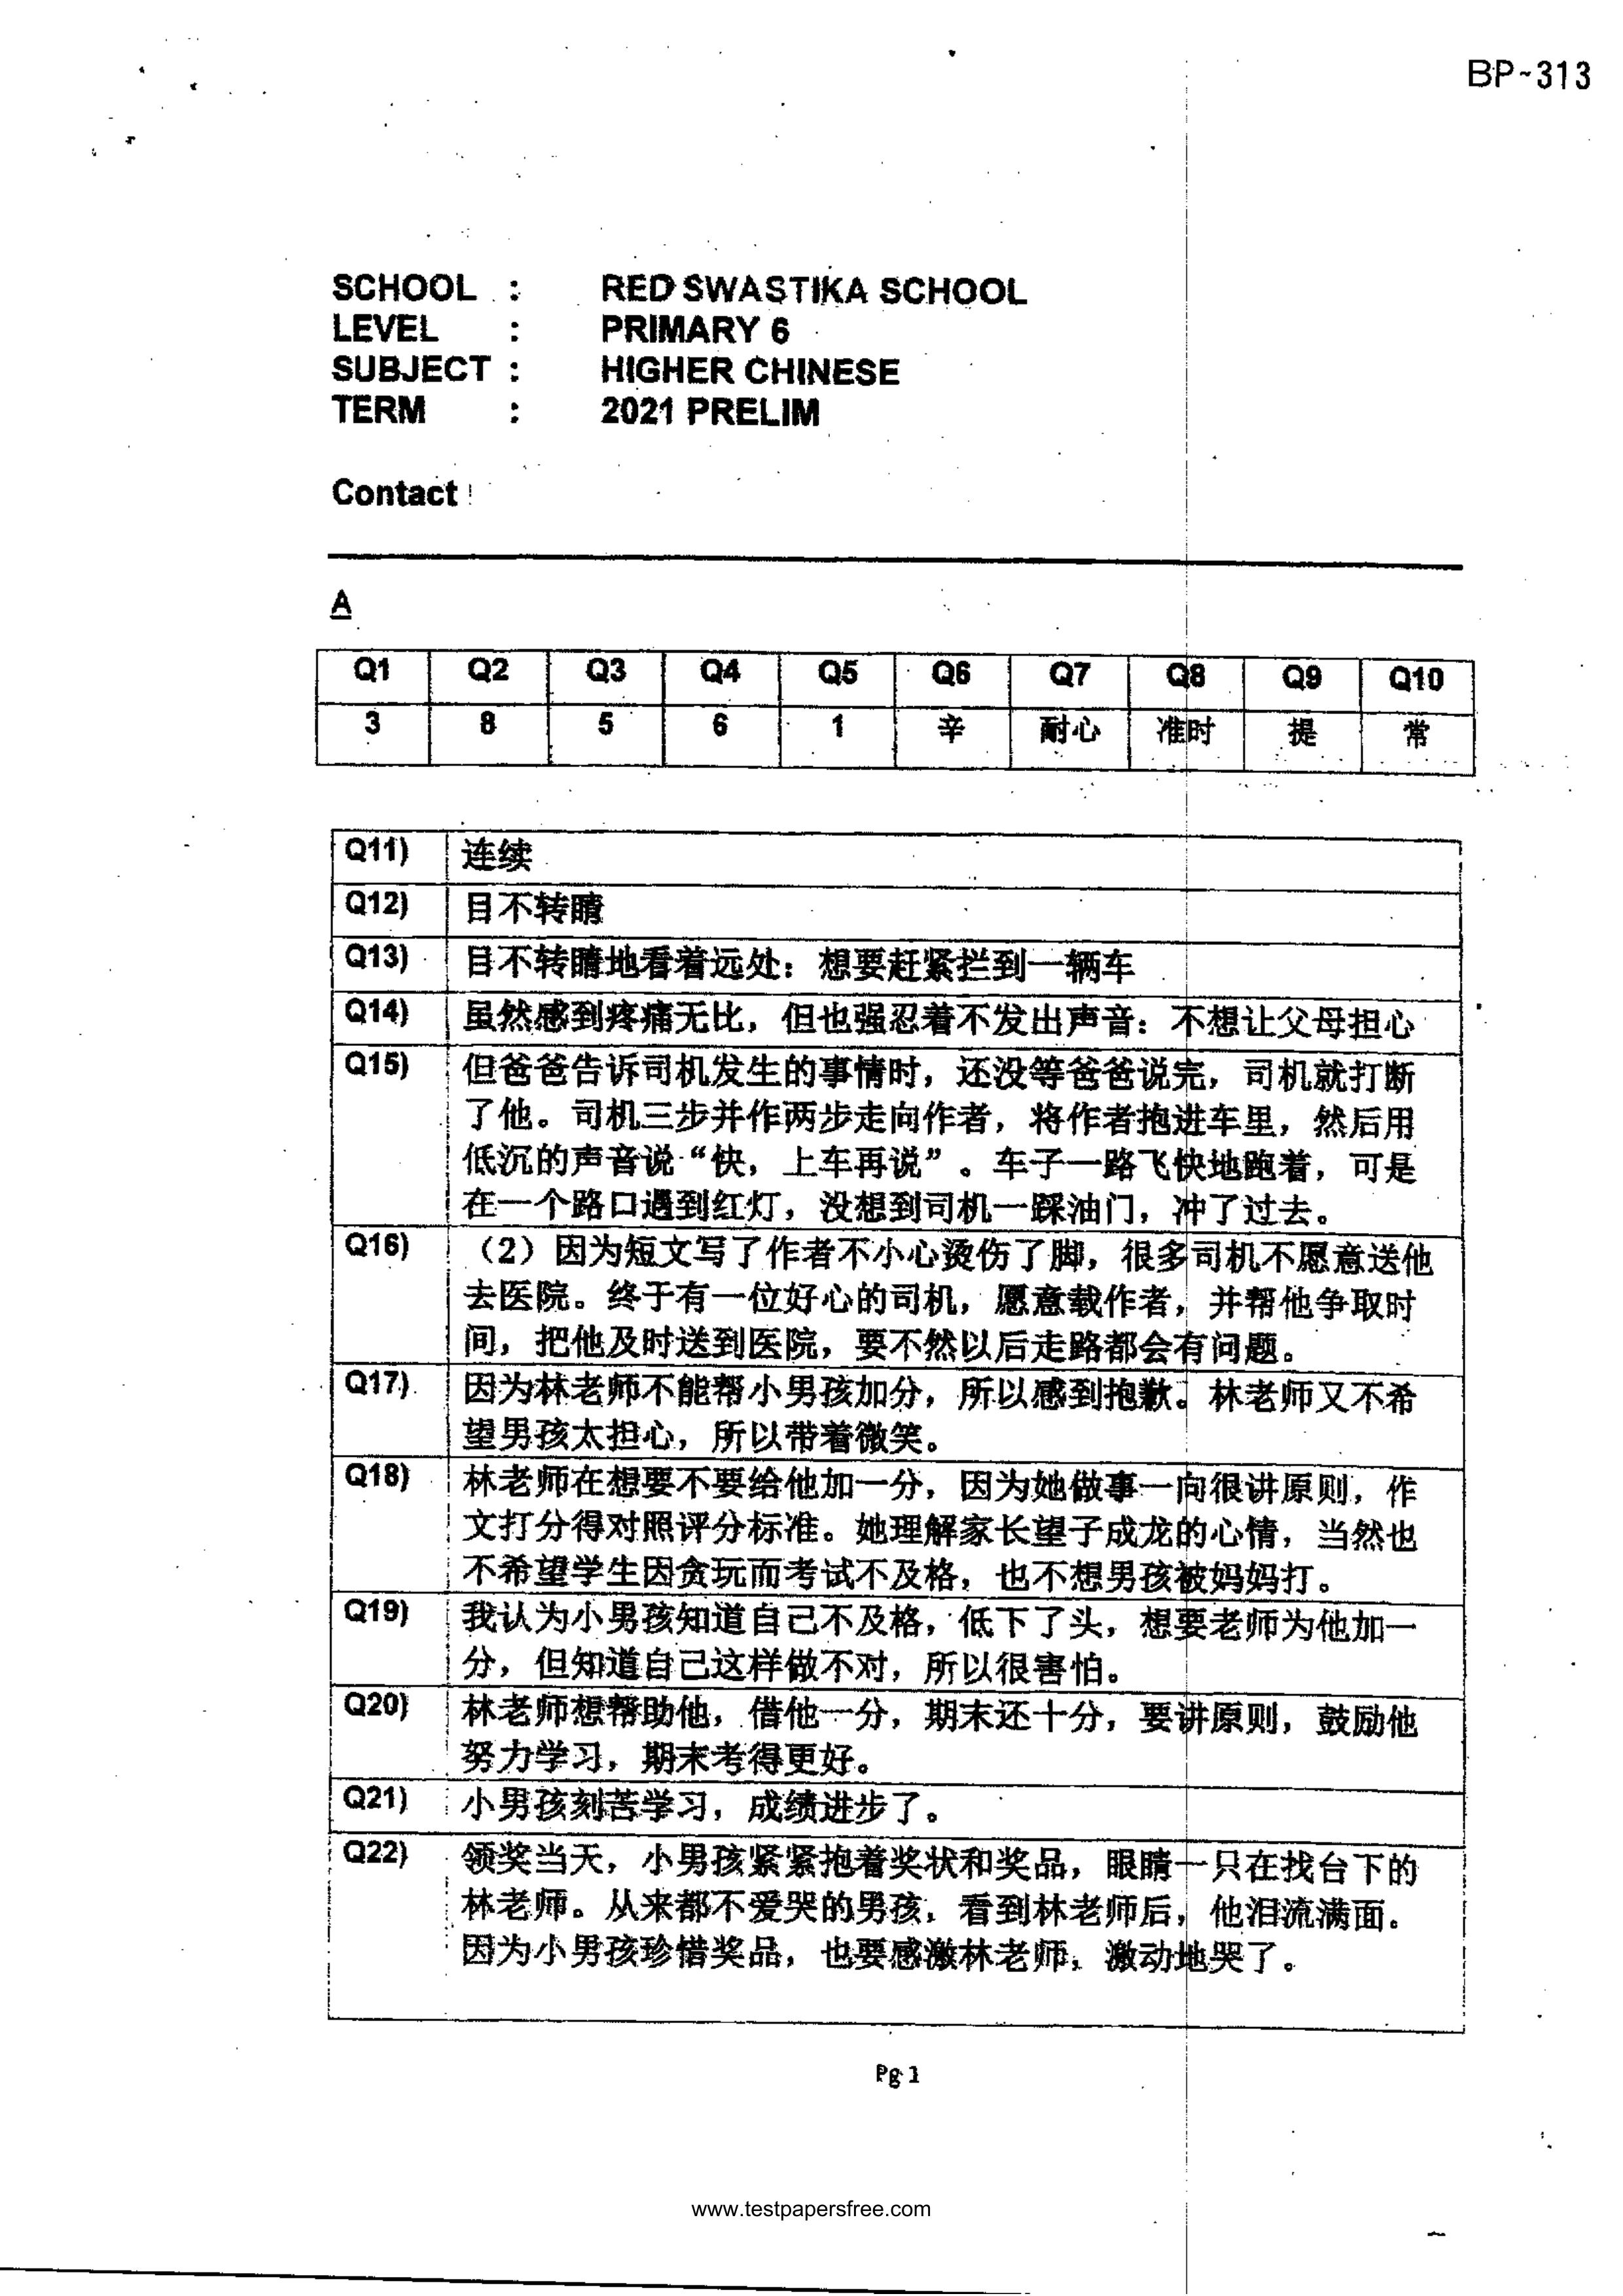 BP-313
SCHOOL : RED SWASTIKA SCHOOL
LEVEL : PRIMARY 6
SUBJECT : HIGHER CHINESE
TERM : 2021 PRELIM
Contact :
A
Q1 Q2 Q3 Q4 Q5 Q6 Q7 Q8 Q9 Q10
3 8 5 6 1 辛 耐心 准时 提 常
Q11) 连续
Q12) 目不转睛
Q13) 目不转睛地看着远处：想要赶紧拦到一辆车
Q14) 虽然感到疼痛无比，但也强忍着不发出声音：不想让父母担心
Q15) 但爸爸告诉司机发生的事情时，还没等爸爸说完，司机就打断
了他。司机三步并作两步走向作者，将作者抱进车里，然后用
低沉的声音说“快，上车再说”。车子一路飞快地跑着，可是
在一个路口遇到红灯，没想到司机一踩油门，冲了过去。
Q16) （2）因为短文写了作者不小心烫伤了脚，很多司机不愿意送他
去医院。终于有一位好心的司机，愿意载作者，并帮他争取时
间，把他及时送到医院，要不然以后走路都会有问题。
Q17) 因为林老师不能帮小男孩加分，所以感到抱歉。林老师又不希
望男孩太担心，所以带着微笑。
Q18) 林老师在想要不要给他加一分，因为她做事一向很讲原则，作
文打分得对照评分标准。她理解家长望子成龙的心情，当然也
不希望学生因贪玩而考试不及格，也不想男孩被妈妈打。
Q19) 我认为小男孩知道自己不及格，低下了头，想要老师为他加一
分，但知道自己这样做不对，所以很害怕。
Q20) 林老师想帮助他，借他一分，期末还十分，要讲原则，鼓励他
努力学习，期末考得更好。
Q21) 小男孩刻苦学习，成绩进步了。
Q22) 领奖当天，小男孩紧紧抱着奖状和奖品，眼睛一只在找台下的
林老师。从来都不爱哭的男孩，看到林老师后，他泪流满面。
因为小男孩珍惜奖品，也要感激林老师，激动地哭了。
Pg 1
www.testpapersfree.com